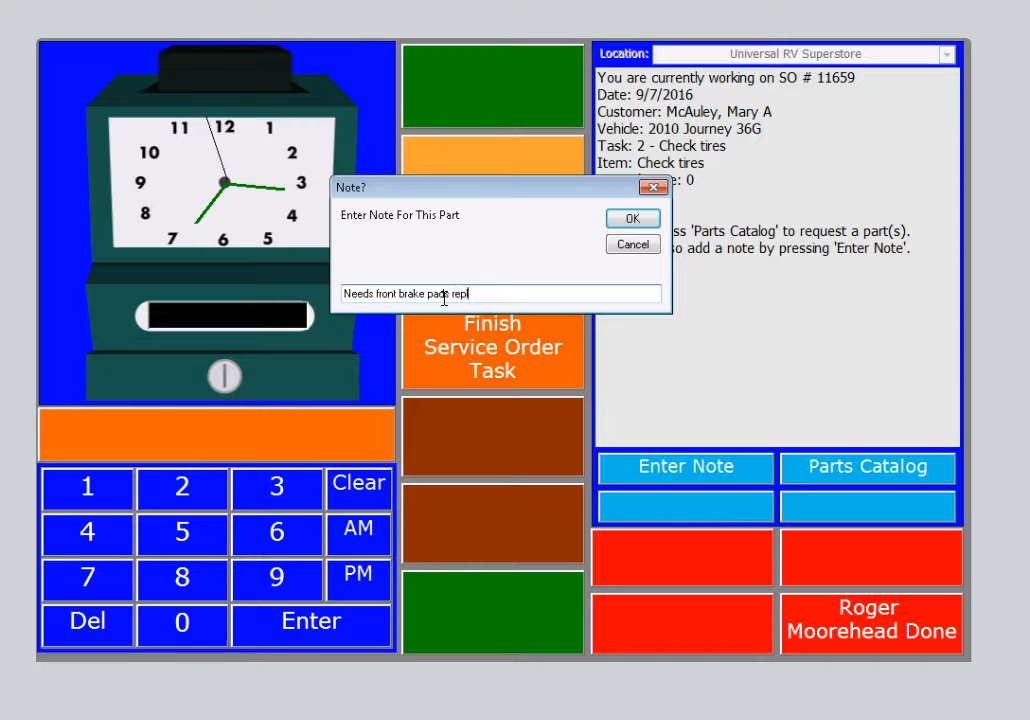 11 12 1
10 2
9 3
8 4
7 6 5
Note?
Enter Note For This Part
OK
Cancel
Needs front brake pads repl
Finish
Service Order
Task
Location: Universal RV Superstore
You are currently working on SO # 11659
Date: 9/7/2016
Customer: McAuley, Mary A
Vehicle: 2010 Journey 36G
Task: 2 - Check tires
Item: Check tires
e: 0
ss 'Parts Catalog' to request a part(s).
so add a note by pressing 'Enter Note'.
Enter Note Parts Catalog
1 2 3 Clear
4 5 6 AM
7 8 9 PM
Del 0 Enter
Roger
Moorehead Done